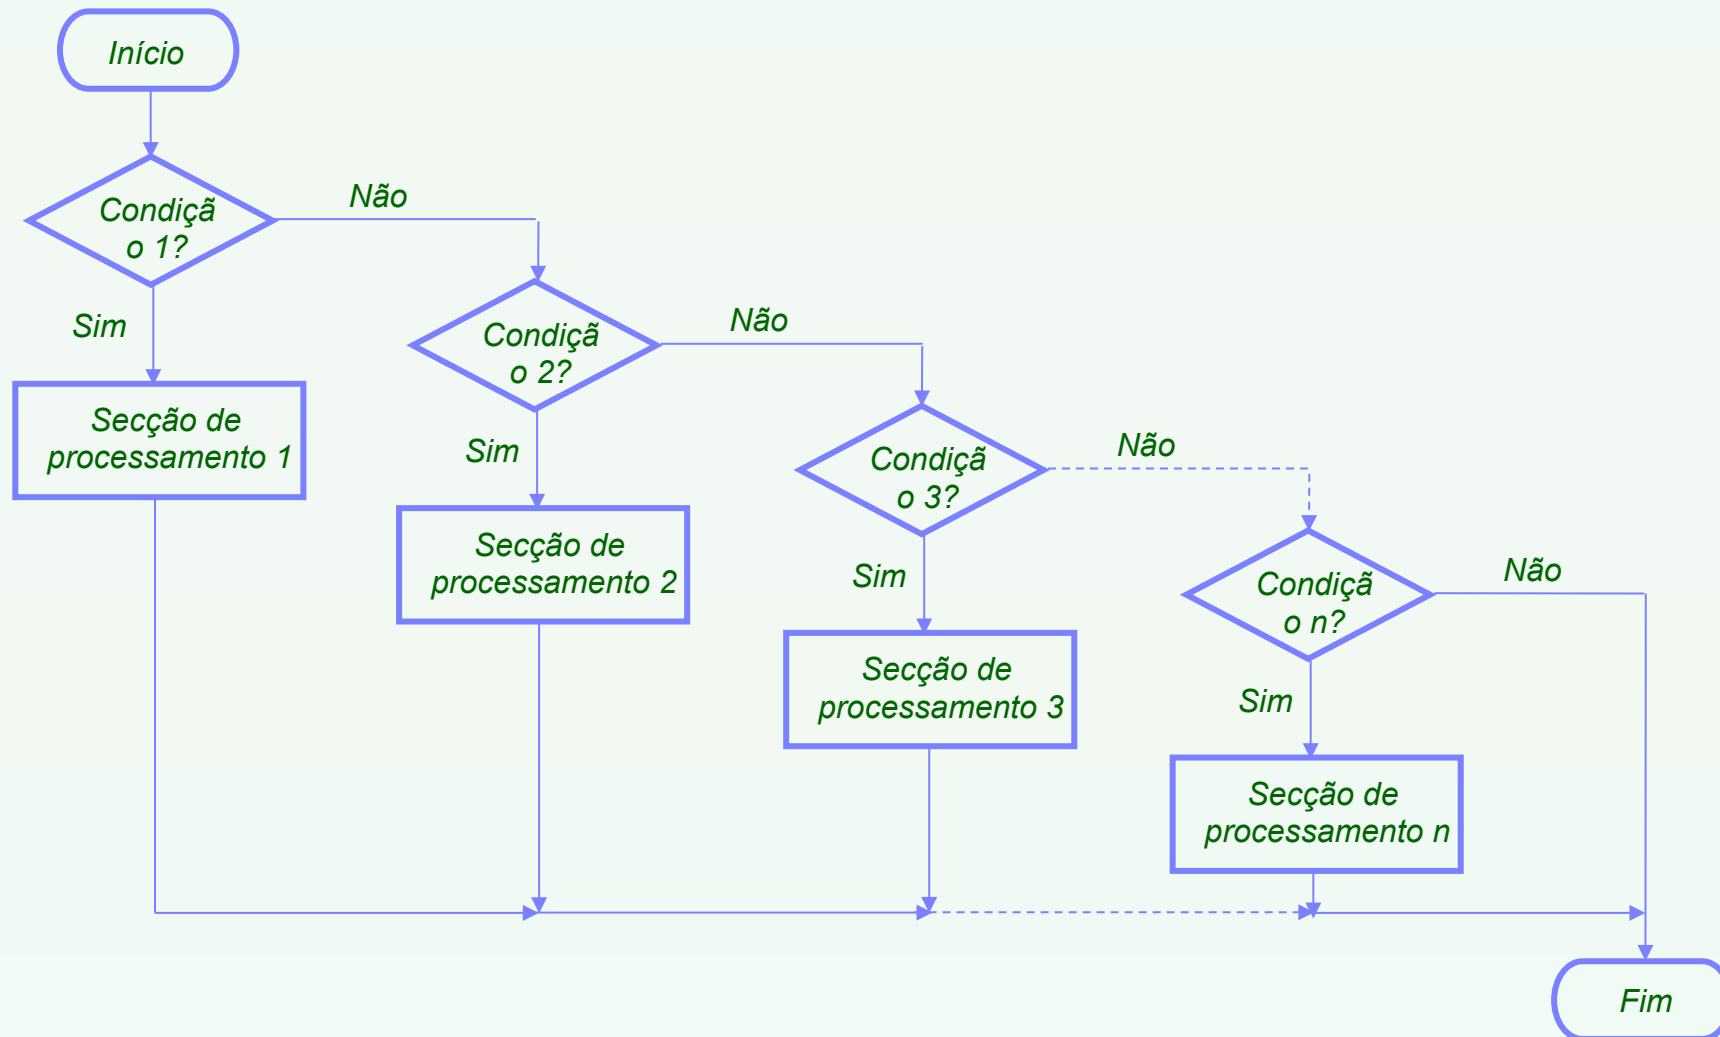 Início
Condiçã
o 1?
Não
Sim
Secção de
processamento 1
Condiçã
o 2?
Não
Sim
Secção de
processamento 2
Condiçã
o 3?
Não
Sim
Secção de
processamento 3
Condiçã
o n?
Não
Sim
Secção de
processamento n
Fim